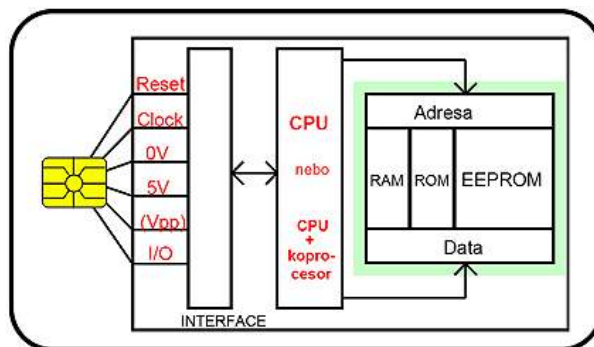 Reset
Clock
0V
5V
(Vpp)
I/O
INTERFACE
CPU
nebo
CPU
+
kopro-
cesor
Adresa
RAM ROM EEPROM
Data